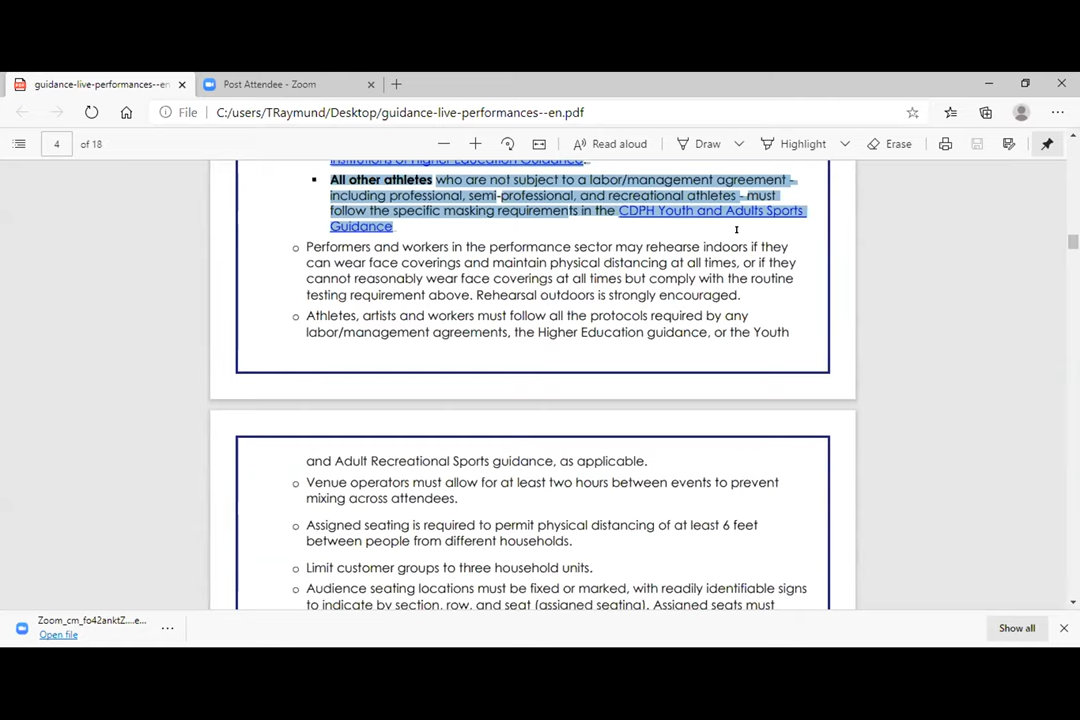 guidance-live-performances--en
Post Attendee - Zoom
File
C:/users/TRaymund/Desktop/guidance-live-performances--en.pdf
4
of 18
Read aloud
Draw
Highlight
Erase
Institutions of Higher Education Guidance.
All other athletes who are not subject to a labor/management agreement -
including professional, semi-professional, and recreational athletes - must
follow the specific masking requirements in the CDPH Youth and Adults Sports
Guidance
Performers and workers in the performance sector may rehearse indoors if they
can wear face coverings and maintain physical distancing at all times, or if they
cannot reasonably wear face coverings at all times but comply with the routine
testing requirement above. Rehearsal outdoors is strongly encouraged.
Athletes, artists and workers must follow all the protocols required by any
labor/management agreements, the Higher Education guidance, or the Youth
and Adult Recreational Sports guidance, as applicable.
Venue operators must allow for at least two hours between events to prevent
mixing across attendees.
Assigned seating is required to permit physical distancing of at least 6 feet
between people from different households.
Limit customer groups to three household units.
Audience seating locations must be fixed or marked, with readily identifiable signs
to indicate by section, row, and seat (assigned seating). Assigned seats must
Zoom_cm_fo42anktZ....e...
Open file
Show all